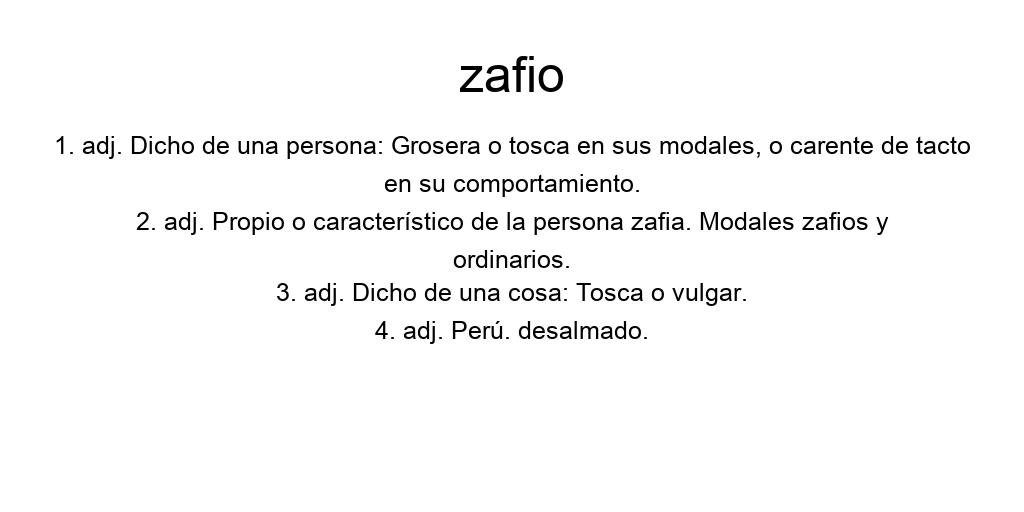 zafio
1. adj. Dicho de una persona: Grosera o tosca en sus modales, o carente de tacto
en su comportamiento.
2. adj. Propio o característico de la persona zafia. Modales zafios y
ordinarios.
3. adj. Dicho de una cosa: Tosca o vulgar.
4. adj. Perú. desalmado.